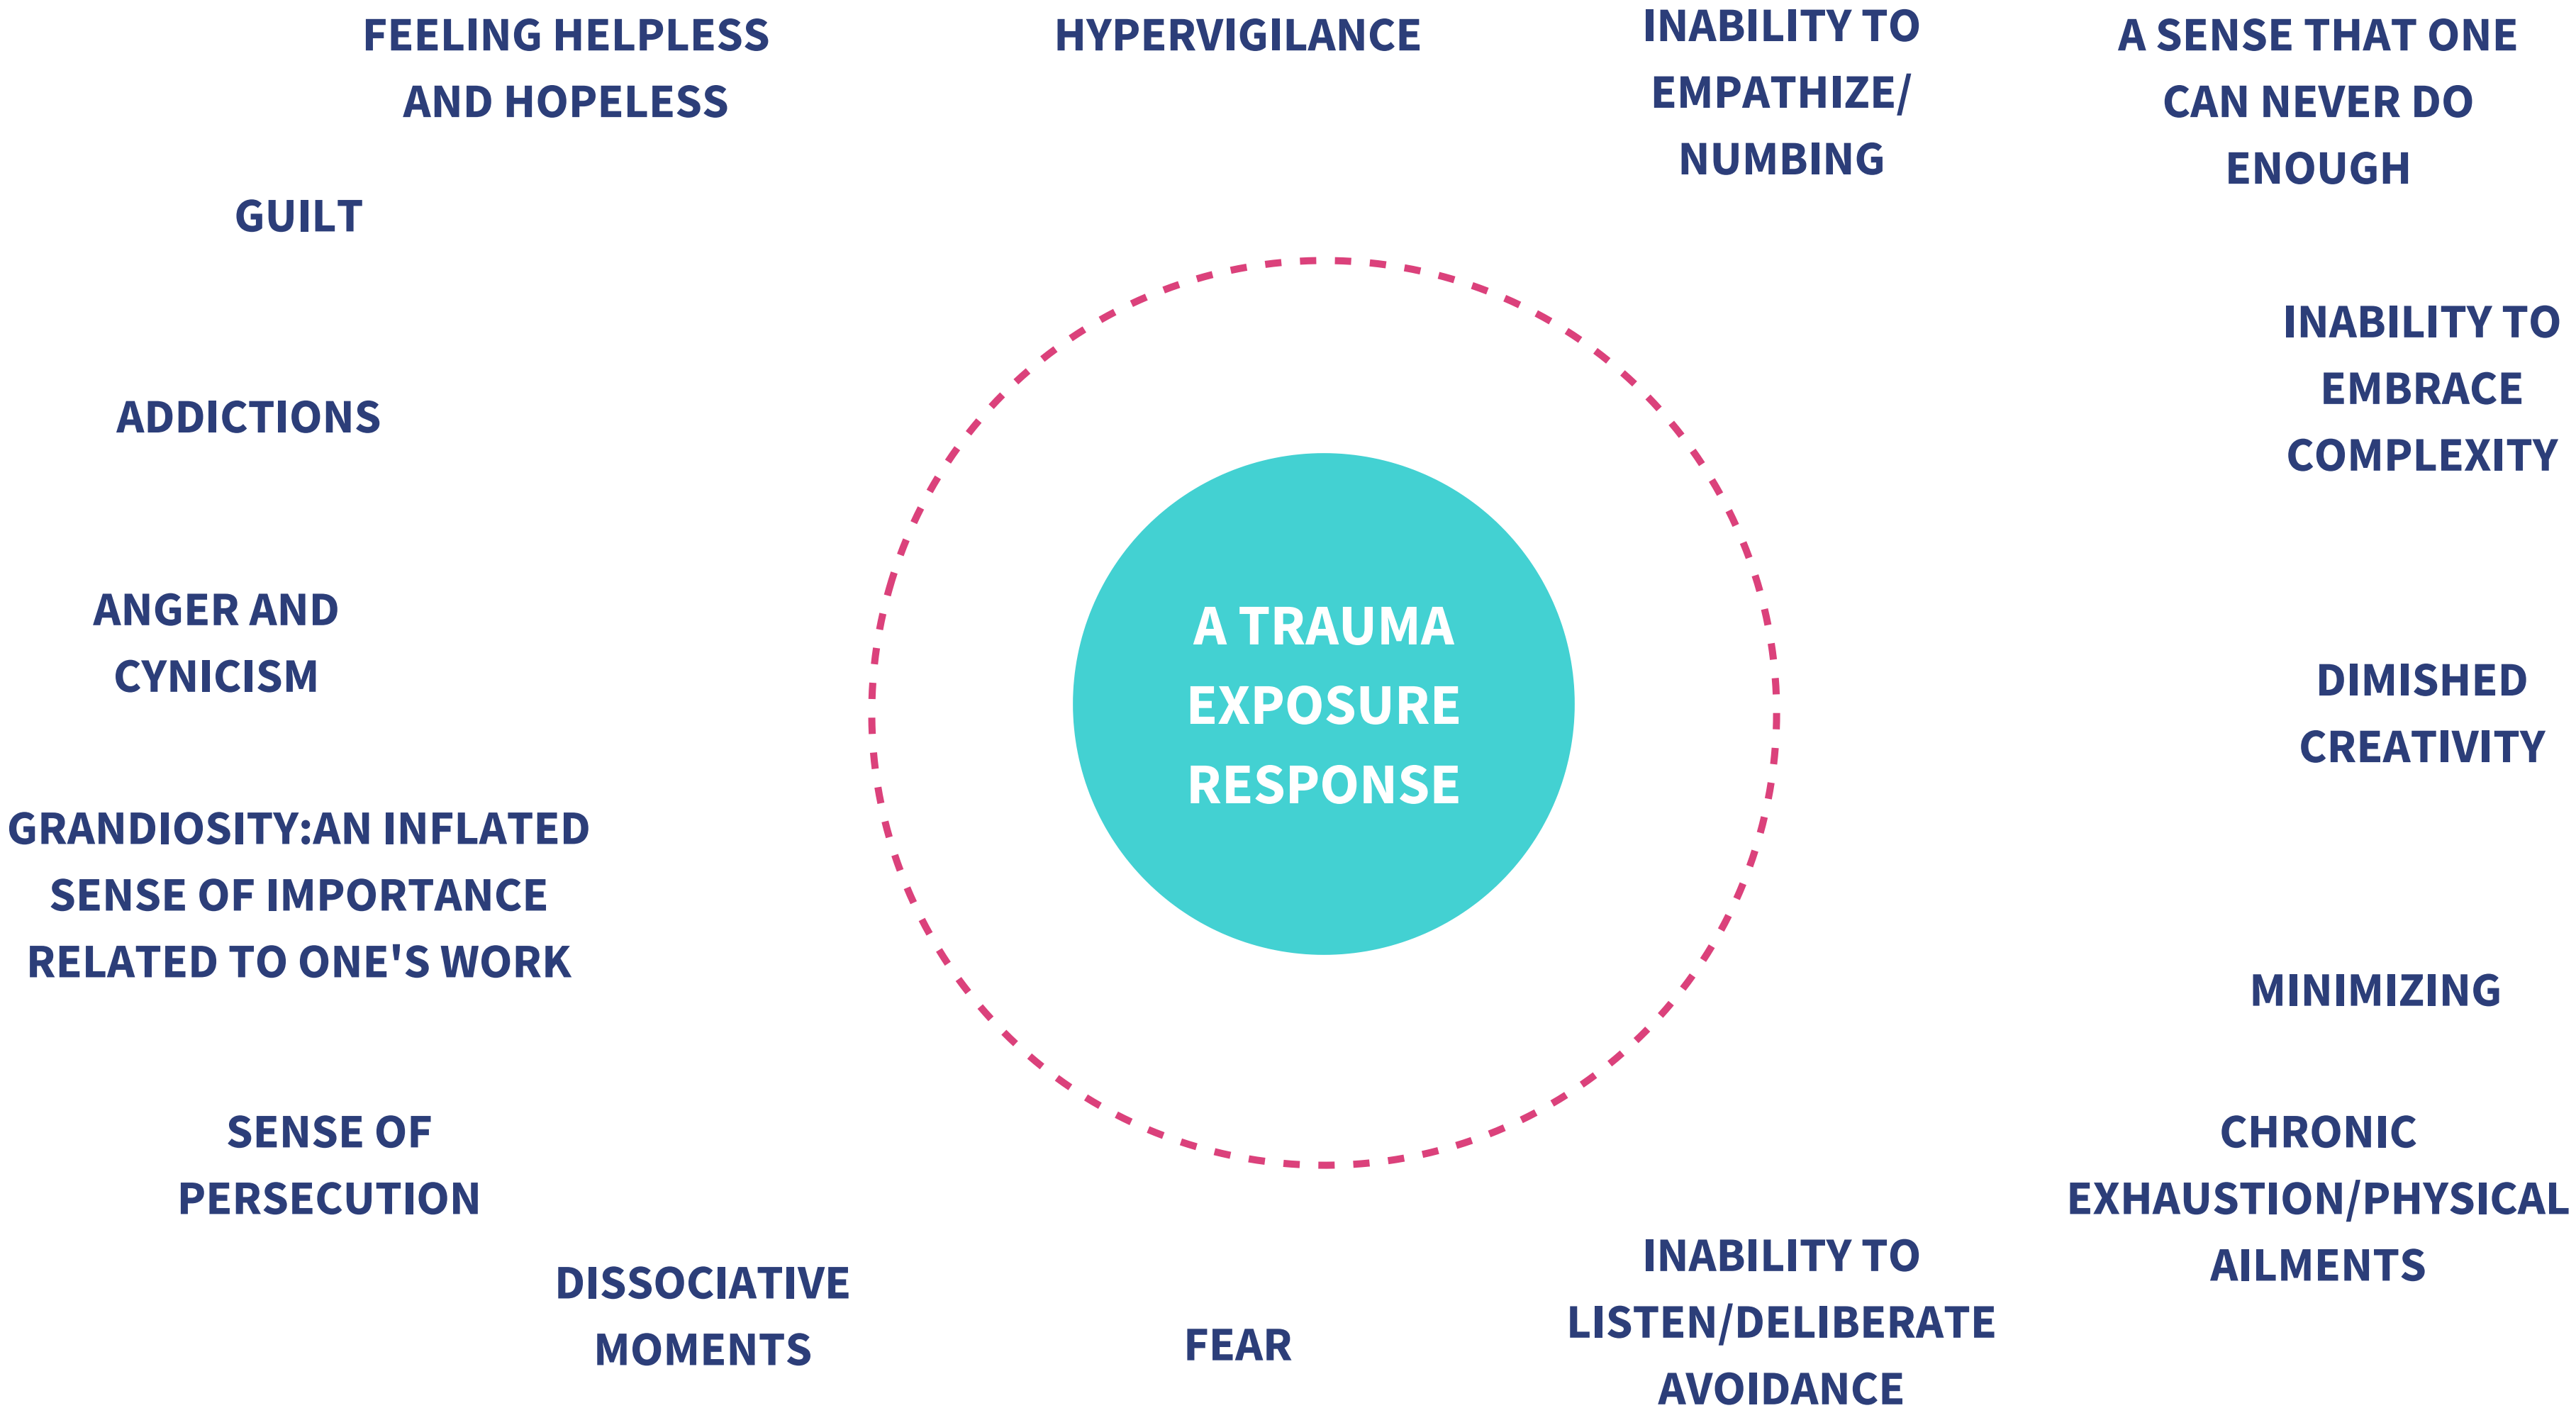 FEELING HELPLESS
AND HOPELESS
HYPERVIGILANCE
INABILITY TO
EMPATHIZE/
NUMBING
A SENSE THAT ONE
CAN NEVER DO
ENOUGH
GUILT
INABILITY TO
EMBRACE
COMPLEXITY
ADDICTIONS
ANGER AND
CYNICISM
A TRAUMA
EXPOSURE
RESPONSE
DIMISHED
CREATIVITY
GRANDIOSITY:AN INFLATED
SENSE OF IMPORTANCE
RELATED TO ONE'S WORK
MINIMIZING
SENSE OF
PERSECUTION
CHRONIC
EXHAUSTION/PHYSICAL
AILMENTS
DISSOCIATIVE
MOMENTS
FEAR
INABILITY TO
LISTEN/DELIBERATE
AVOIDANCE